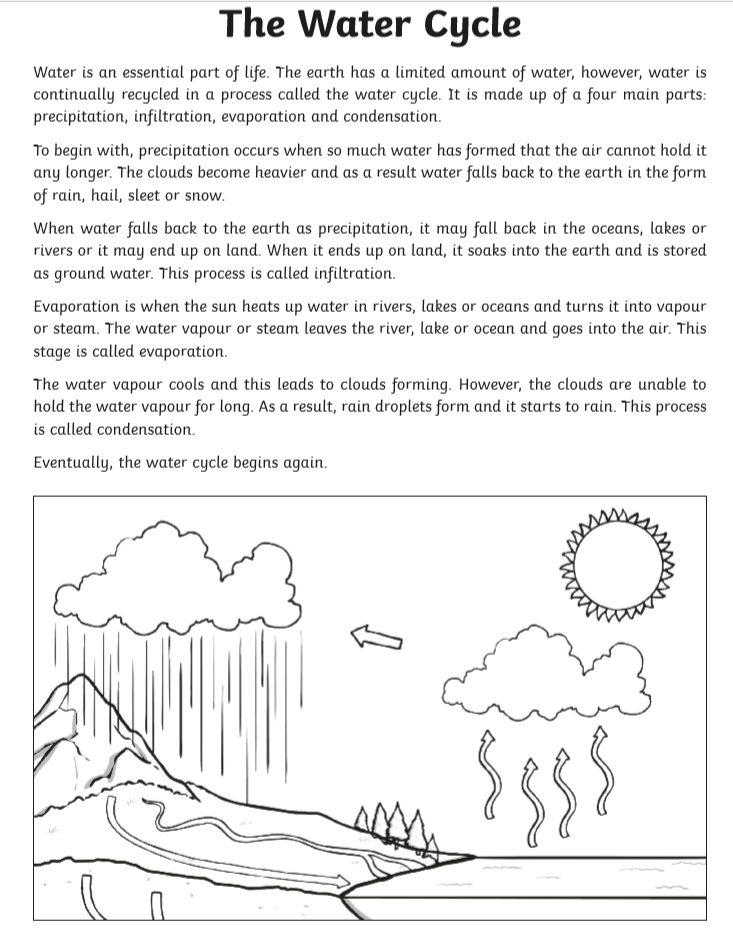 The Water Cycle
Water is an essential part of life. The earth has a limited amount of water, however, water is
continually recycled in a process called the water cycle. It is made up of a four main parts:
precipitation, infiltration, evaporation and condensation.
To begin with, precipitation occurs when so much water has formed that the air cannot hold it
any longer. The clouds become heavier and as a result water falls back to the earth in the form
of rain, hail, sleet or snow.
When water falls back to the earth as precipitation, it may fall back in the oceans, lakes or
rivers or it may end up on land. When it ends up on land, it soaks into the earth and is stored
as ground water. This process is called infiltration.
Evaporation is when the sun heats up water in rivers, lakes or oceans and turns it into vapour
or steam. The water vapour or steam leaves the river, lake or ocean and goes into the air. This
stage is called evaporation.
The water vapour cools and this leads to clouds forming. However, the clouds are unable to
hold the water vapour for long. As a result, rain droplets form and it starts to rain. This process
is called condensation.
Eventually, the water cycle begins again.